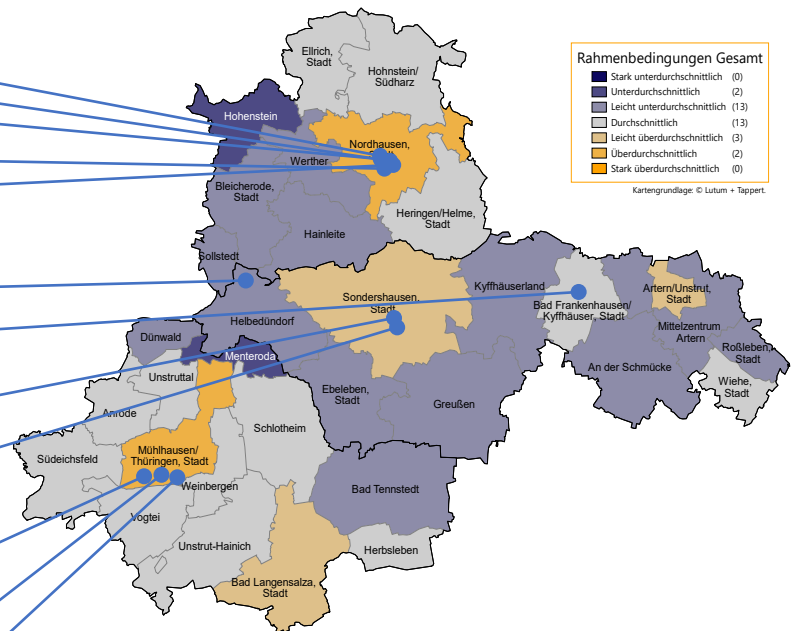 Rahmenbedingungen Gesamt
Stark unterdurchschnittlich (0)
Unterdurchschnittlich (2)
Leicht unterdurchschnittlich (13)
Durchschnittlich (13)
Leicht überdurchschnittlich (3)
Überdurchschnittlich (2)
Stark überdurchschnittlich (0)
Kartengrundlage: © Lutum + Tappert.
Ellrich,
Stadt
Hohnstein/
Südharz
Hohenstein
Nordhausen,
Werther
Bleicherode,
Stadt
Heringen/Helme,
Stadt
Hainleite
Sollstedt
Kyffhäuserland
Sondershausen,
Stadt
Bad Frankenhausen/
Kyffhäuser, Stadt
Artern/Unstrut,
Stadt
Helbedündorf
Mittelzentrum
Artern
Dünwald
Menteroda
Roßleben,
Stadt
Unstruttal
An der Schmücke
Wiehe,
Stadt
Ebeleben,
Stadt
Greußen
Anrode
Schlotheim
Mühlhausen/
Thüringen, Stadt
Südeichsfeld
Weinbergen
Bad Tennstedt
Vogtei
Unstrut-Hainich
Herbsleben
Bad Langensalza,
Stadt